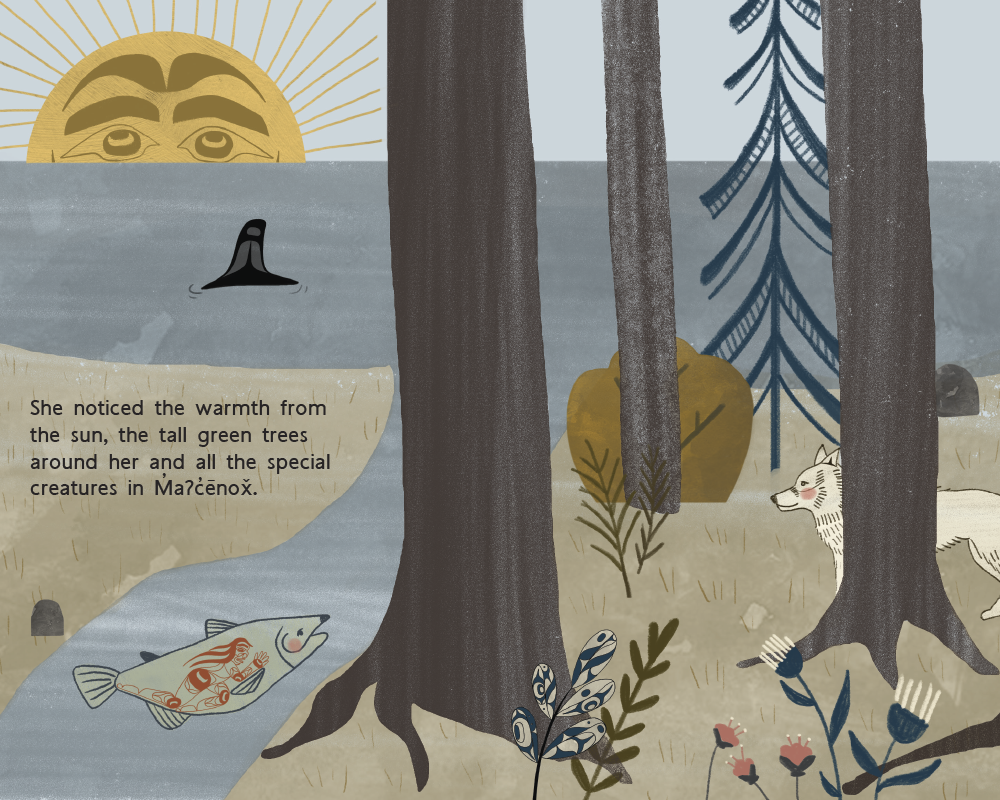 She noticed the warmth from
the sun, the tall green trees
around her and all the special
creatures in M̓aʔc̓ēnox̌.